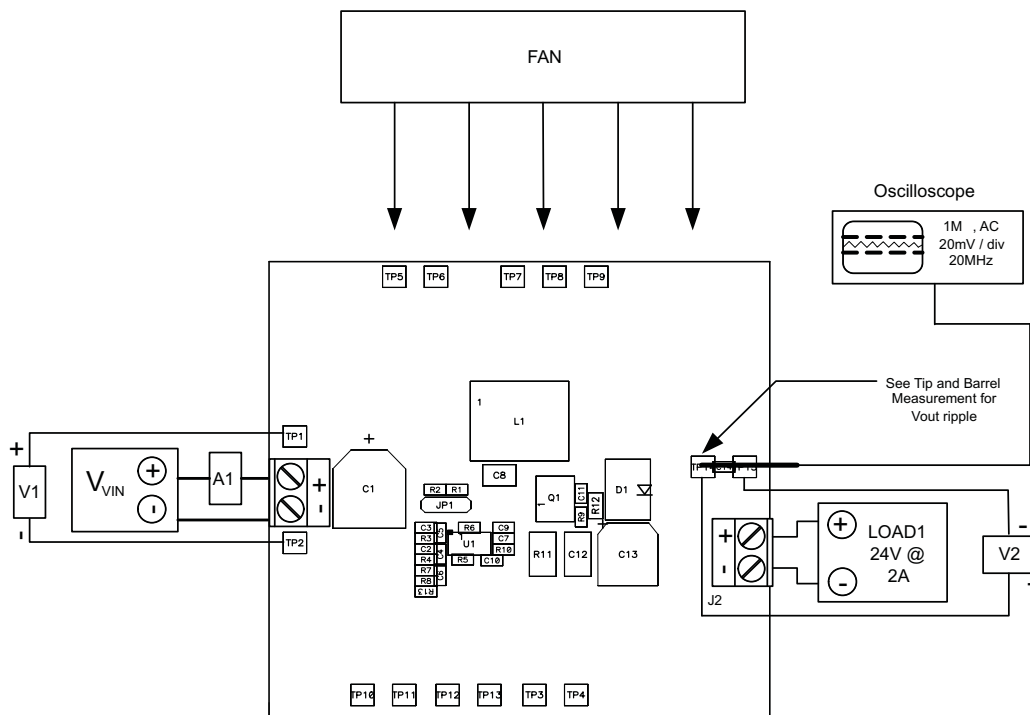 FAN
Oscilloscope
1M , AC
20mV / div
20MHz
TP5 TP6 TP7 TP8 TP9
See Tip and Barrel
Measurement for
Vout ripple
1
L1
TP1
+
V1
-
VVIN
+
-
A1
+
-
TP2
+
C1
C8
R2 R1
JP1
1
Q1
C11
R9
R12
D1
C3
R3
C2
R4
R7
R8
R13
C5
C4
C6
R6
U1
R5
C9
C7
R10
C10
R11
C12
+
C13
+
-
J2
+
-
LOAD1
24V @
2A
-
V2
TP10 TP11 TP12 TP13 TP3 TP4